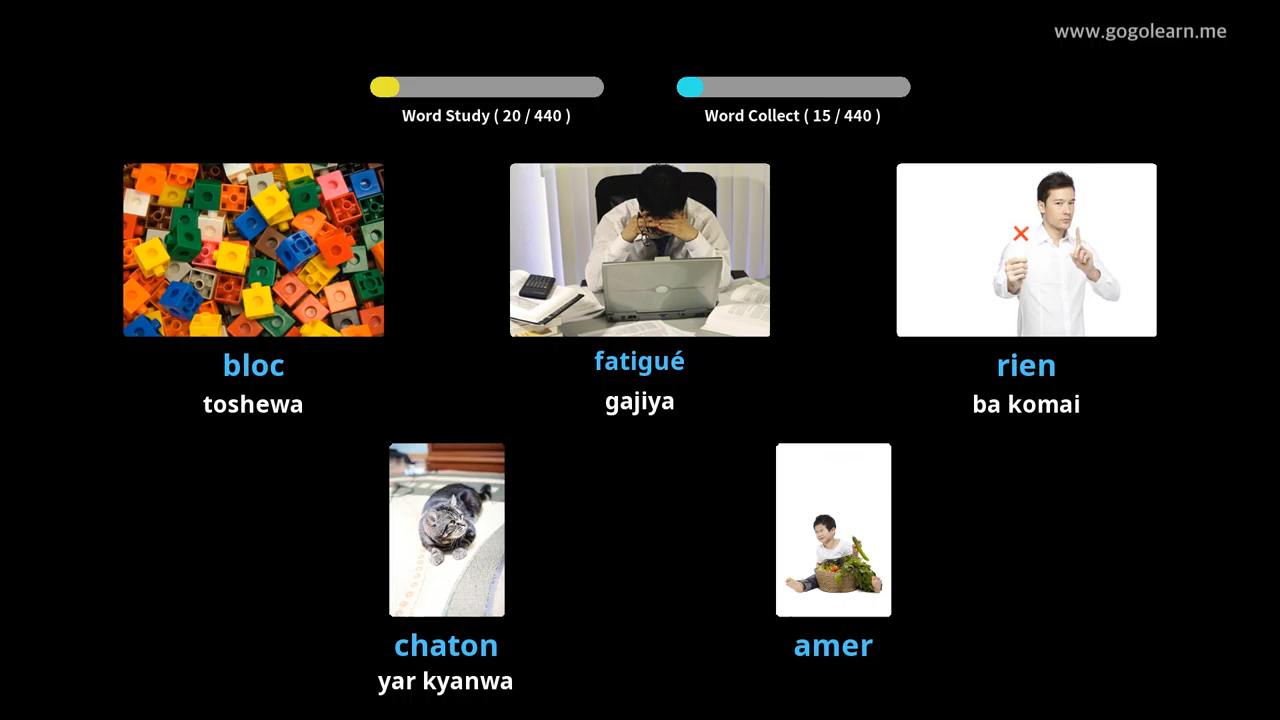 www.gogolearn.me
Word Study ( 20 / 440 )
Word Collect ( 15 / 440 )
bloc
toshewa
fatigué
gajiya
rien
ba komai
chaton
yar kyanwa
amer